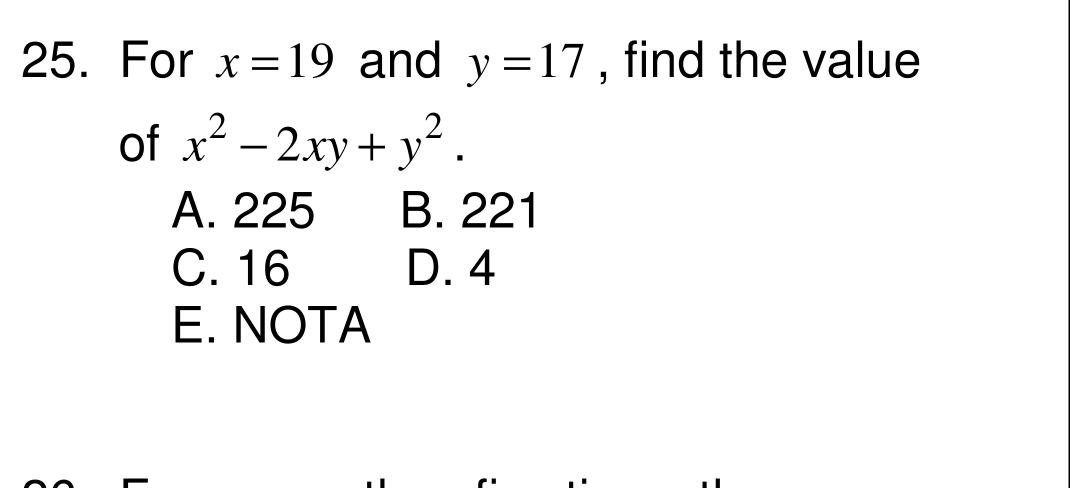 25. For x = 19 and y = 17 , find the value
of x² − 2xy + y² .
A. 225 B. 221
C. 16 D. 4
E. NOTA